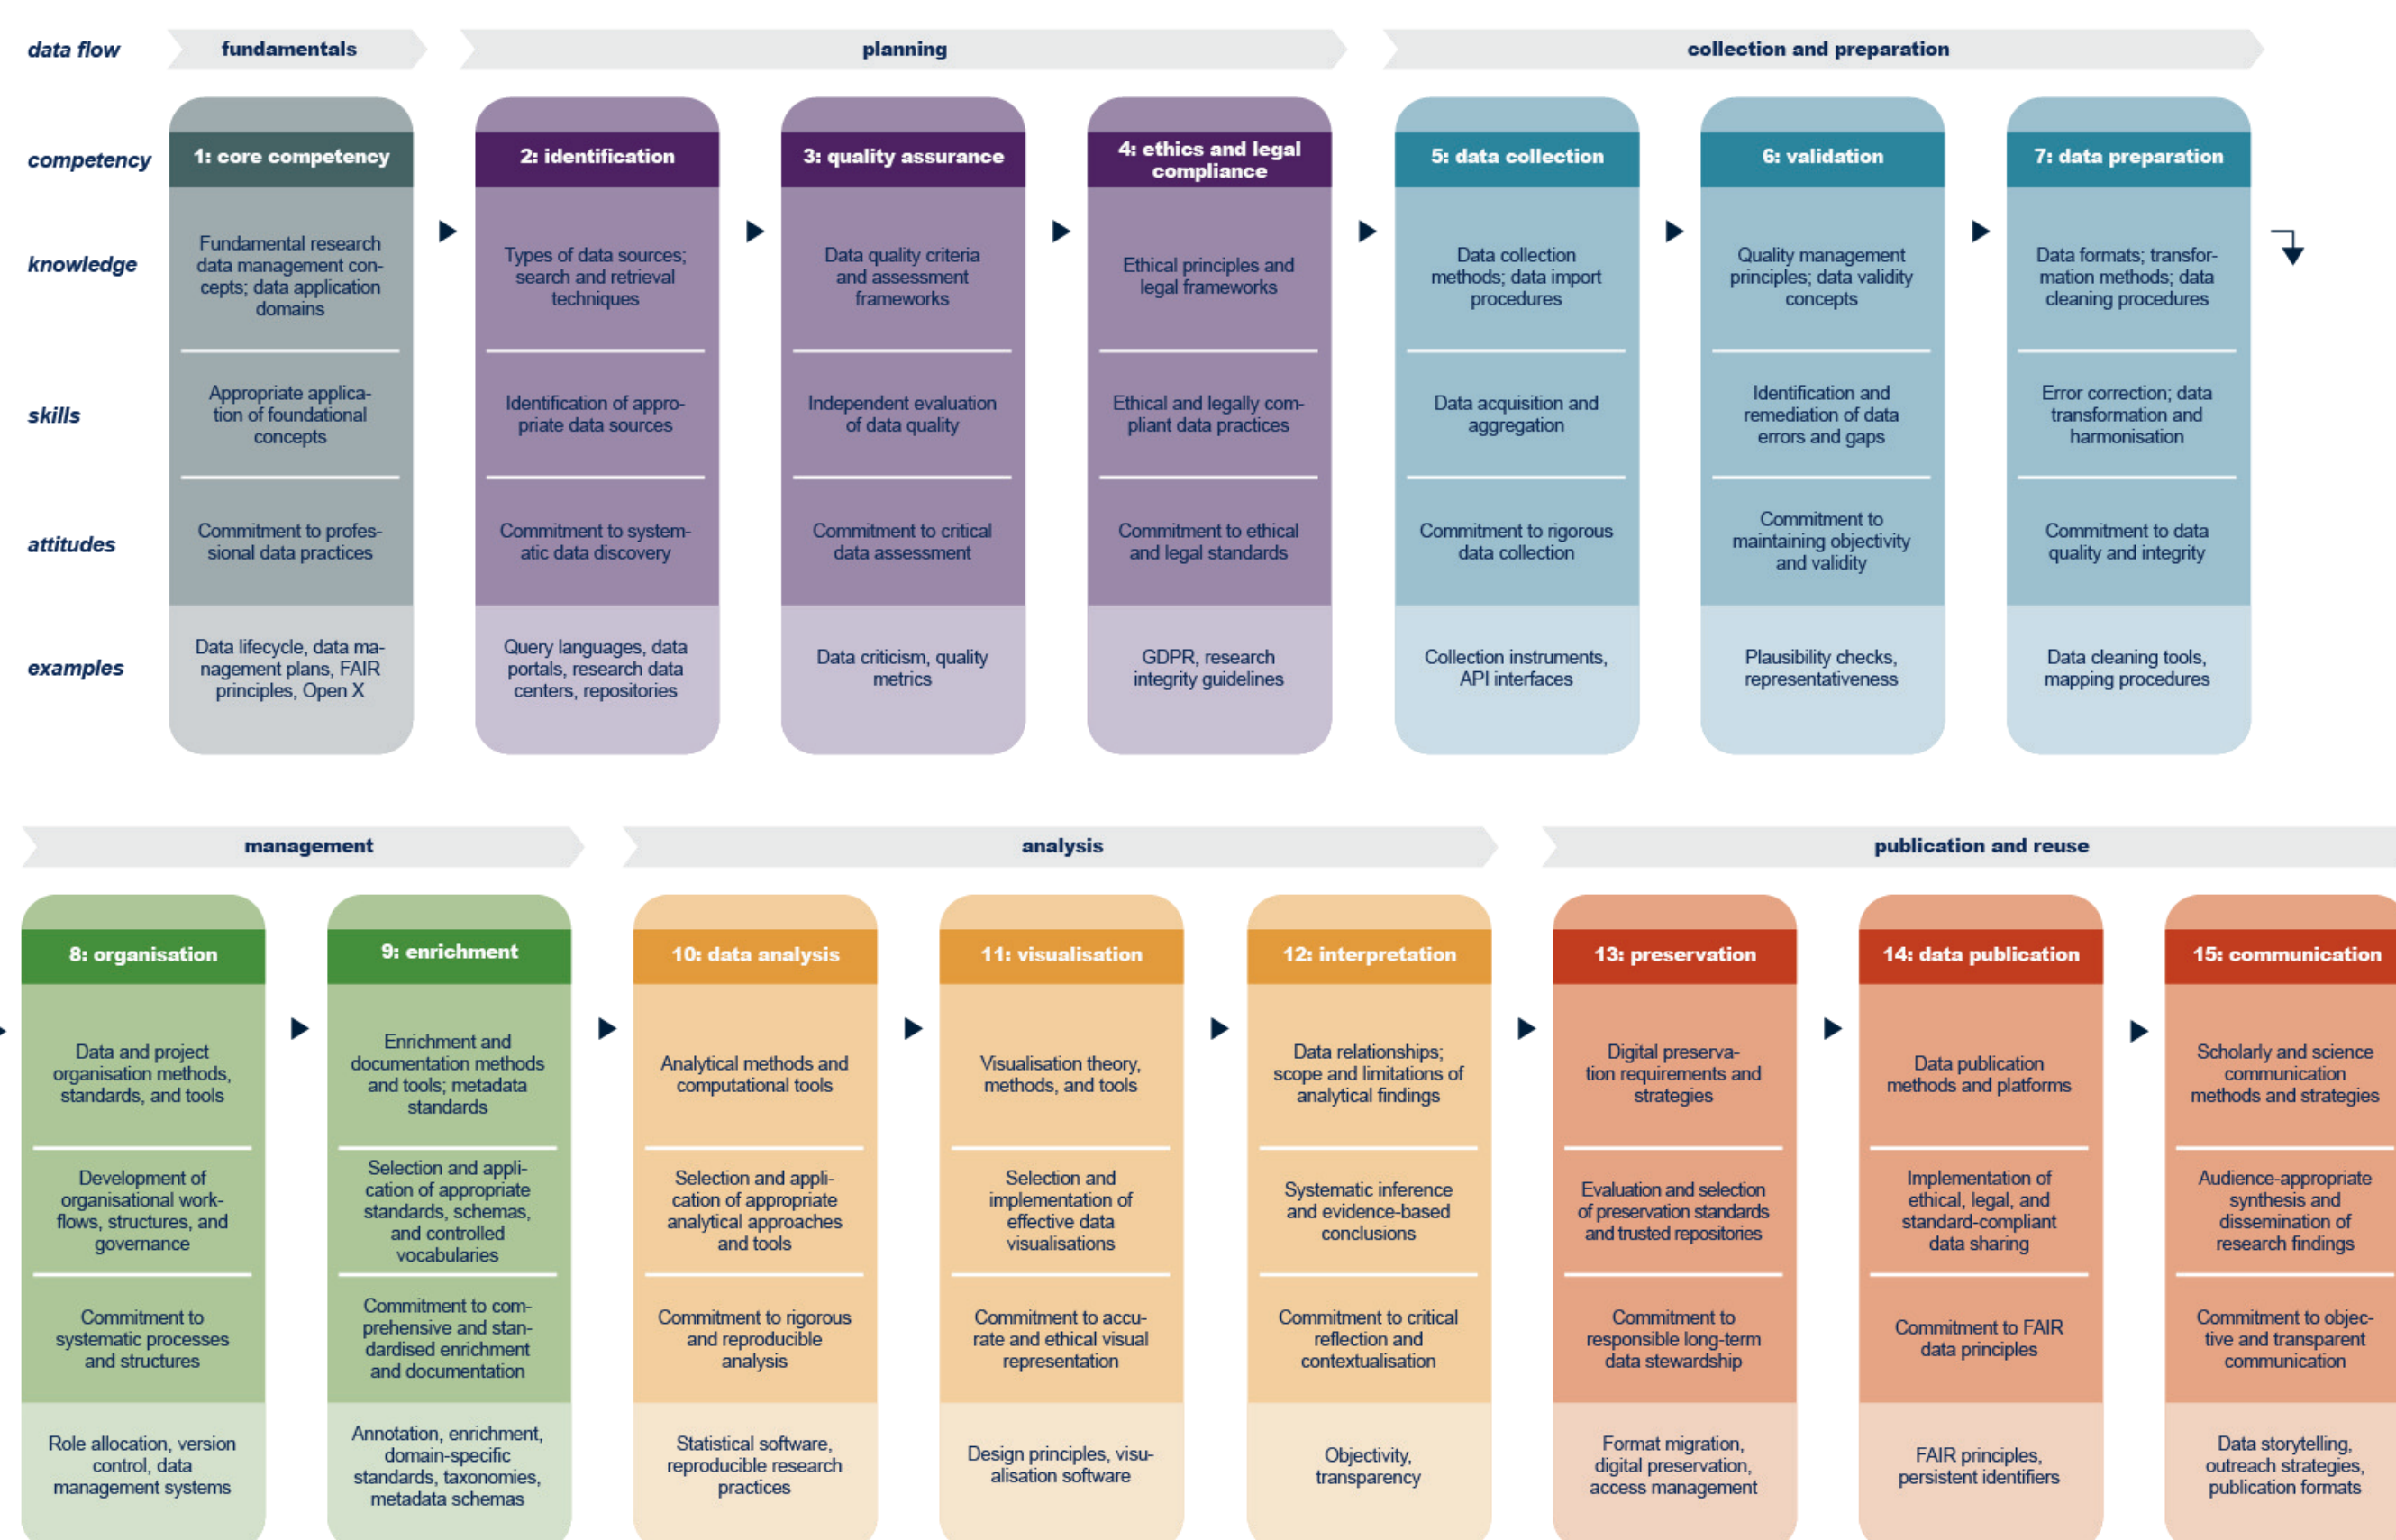 data flow
fundamentals
planning
collection and preparation
competency
1: core competency
2: identification
3: quality assurance
4: ethics and legal
compliance
5: data collection
6: validation
7: data preparation
knowledge
Fundamental research
data management con-
cepts; data application
domains
Types of data sources;
search and retrieval
techniques
Data quality criteria
and assessment
frameworks
Ethical principles and
legal frameworks
Data collection
methods; data import
procedures
Quality management
principles; data validity
concepts
Data formats; transfor-
mation methods; data
cleaning procedures
skills
Appropriate applica-
tion of foundational
concepts
Identification of appro-
priate data sources
Independent evaluation
of data quality
Ethical and legally com-
pliant data practices
Data acquisition and
aggregation
Identification and
remediation of data
errors and gaps
Error correction; data
transformation and
harmonisation
attitudes
Commitment to profes-
sional data practices
Commitment to system-
atic data discovery
Commitment to critical
data assessment
Commitment to ethical
and legal standards
Commitment to rigorous
data collection
Commitment to
maintaining objectivity
and validity
Commitment to data
quality and integrity
examples
Data lifecycle, data ma-
nagement plans, FAIR
principles, Open X
Query languages, data
portals, research data
centers, repositories
Data criticism, quality
metrics
GDPR, research
integrity guidelines
Collection instruments,
API interfaces
Plausibility checks,
representativeness
Data cleaning tools,
mapping procedures
management
analysis
publication and reuse
8: organisation
9: enrichment
10: data analysis
11: visualisation
12: interpretation
13: preservation
14: data publication
15: communication
Data and project
organisation methods,
standards, and tools
Enrichment and
documentation methods
and tools; metadata
standards
Analytical methods and
computational tools
Visualisation theory,
methods, and tools
Data relationships;
scope and limitations of
analytical findings
Digital preserva-
tion requirements and
strategies
Data publication
methods and platforms
Scholarly and science
communication
methods and strategies
Development of
organisational work-
flows, structures, and
governance
Selection and appli-
cation of appropriate
standards, schemas,
and controlled
vocabularies
Selection and appli-
cation of appropriate
analytical approaches
and tools
Selection and
implementation of
effective data
visualisations
Systematic inference
and evidence-based
conclusions
Evaluation and selection
of preservation standards
and trusted repositories
Implementation of
ethical, legal, and
standard-compliant
data sharing
Audience-appropriate
synthesis and
dissemination of
research findings
Commitment to
systematic processes
and structures
Commitment to com-
prehensive and stan-
dardised enrichment
and documentation
Commitment to rigorous
and reproducible
analysis
Commitment to accu-
rate and ethical visual
representation
Commitment to critical
reflection and
contextualisation
Commitment to
responsible long-term
data stewardship
Commitment to FAIR
data principles
Commitment to objec-
tive and transparent
communication
Role allocation, version
control, data
management systems
Annotation, enrichment,
domain-specific
standards, taxonomies,
metadata schemas
Statistical software,
reproducible research
practices
Design principles, visu-
alisation software
Objectivity,
transparency
Format migration,
digital preservation,
access management
FAIR principles,
persistent identifiers
Data storytelling,
outreach strategies,
publication formats